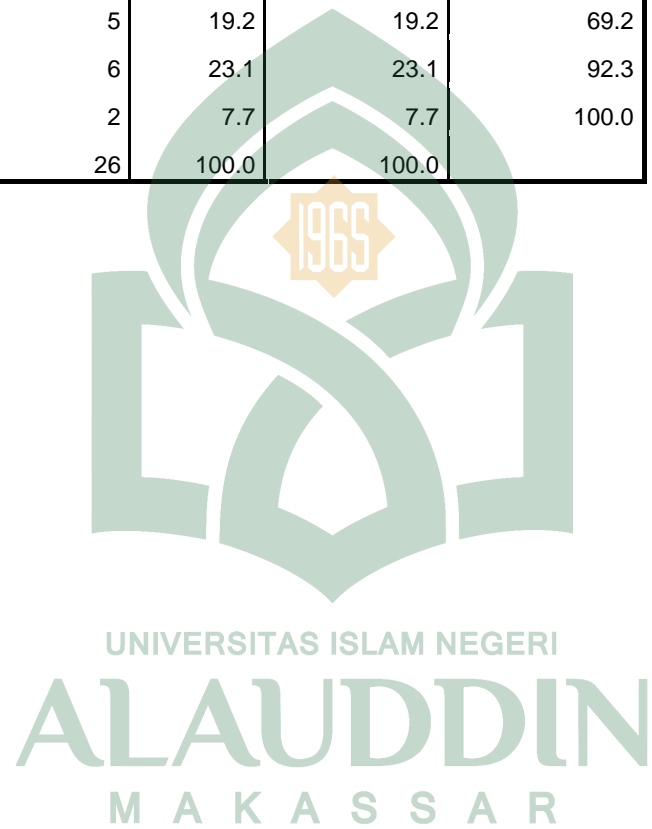 5 19.2 19.2 69.2
6 23.1 23.1 92.3
2 7.7 7.7 100.0
26 100.0 100.0
1965
UNIVERSITAS ISLAM NEGERI
ALAUDDIN
MAKASSAR